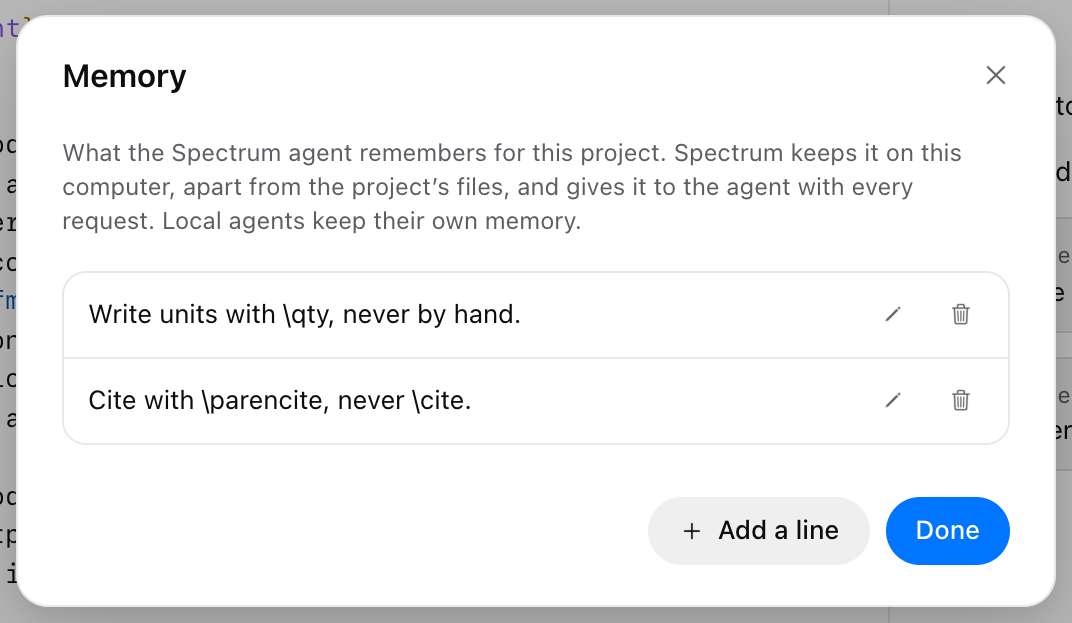 Memory
What the Spectrum agent remembers for this project. Spectrum keeps it on this
computer, apart from the project’s files, and gives it to the agent with every
request. Local agents keep their own memory.
Write units with \qty, never by hand.
Cite with \parencite, never \cite.
+ Add a line
Done